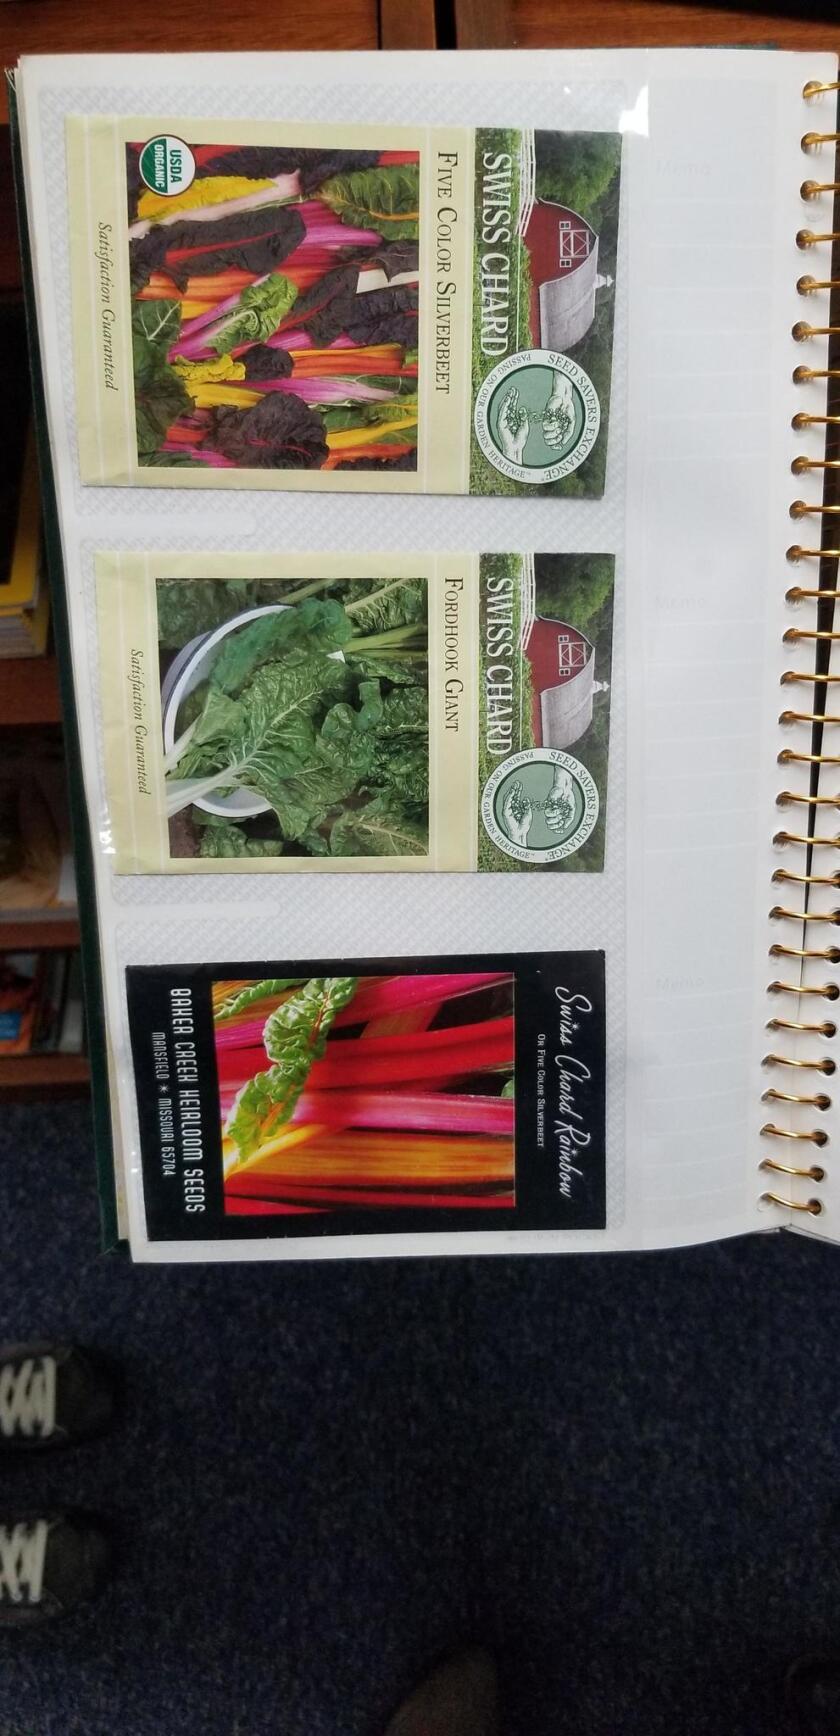 SWISS CHARD
SEED SAVERS EXCHANGE®
PASSING ON OUR GARDEN HERITAGE™
FIVE COLOR SILVERBEET
USDA
ORGANIC
Satisfaction Guaranteed
Memo
SWISS CHARD
SEED SAVERS EXCHANGE®
PASSING ON OUR GARDEN HERITAGE™
FORDHOOK GIANT
Satisfaction Guaranteed
Memo
Swiss Chard Rainbow
OR FIVE COLOR SILVERBEET
BAKER CREEK HEIRLOOM SEEDS
MANSFIELD * MISSOURI 65704
Memo